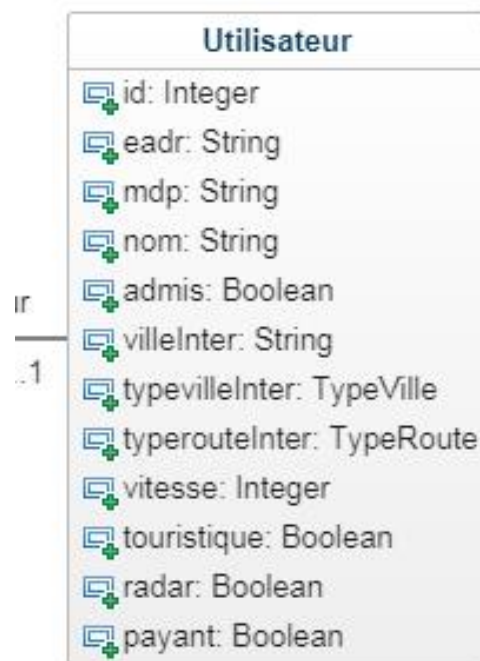 Utilisateur
id: Integer
eadr: String
mdp: String
nom: String
admis: Boolean
ur
villeInter: String
..1
typevilleInter: TypeVille
typerouteInter: TypeRoute
vitesse: Integer
touristique: Boolean
radar: Boolean
payant: Boolean